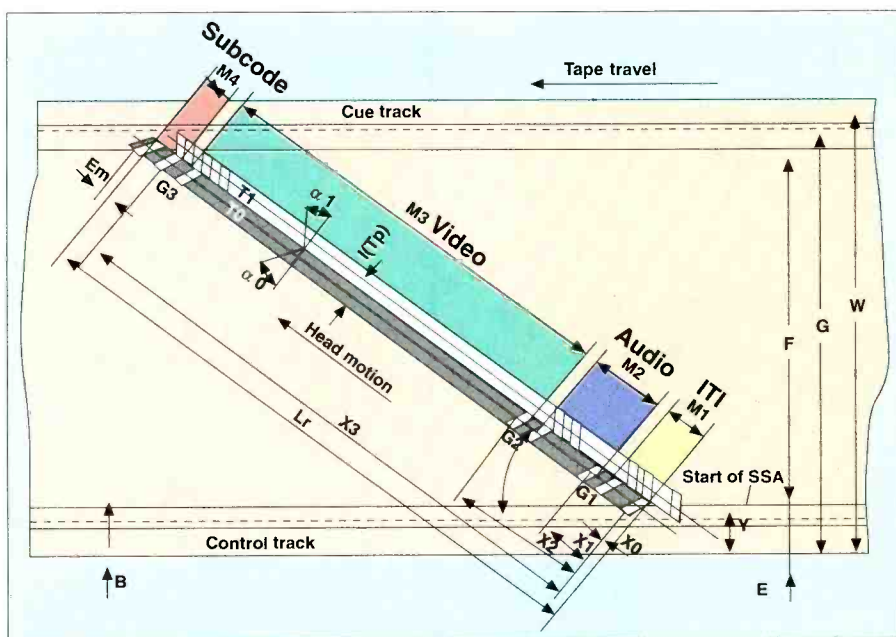 Subcode
M4
Tape travel
Cue track
Em
G3
T1
T0
α 1
α 0
M3 Video
I(Tp)
Head motion
Lr
X3
Audio
M2
ITI
M1
G2
G1
Start of SSA
F
G
W
Y
Control track
X2
X1
X0
B
E